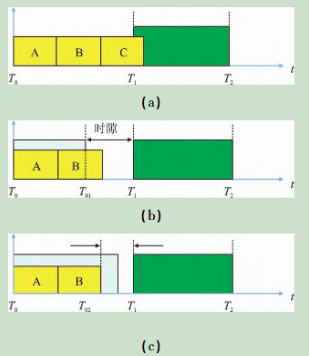 A B C
T₀ T₁ T₂ t
(a)
时隙
A B
T₀ T₀₁ T₁ T₂ t
(b)
A B
T₀ T₀₂ T₁ T₂ t
(c)